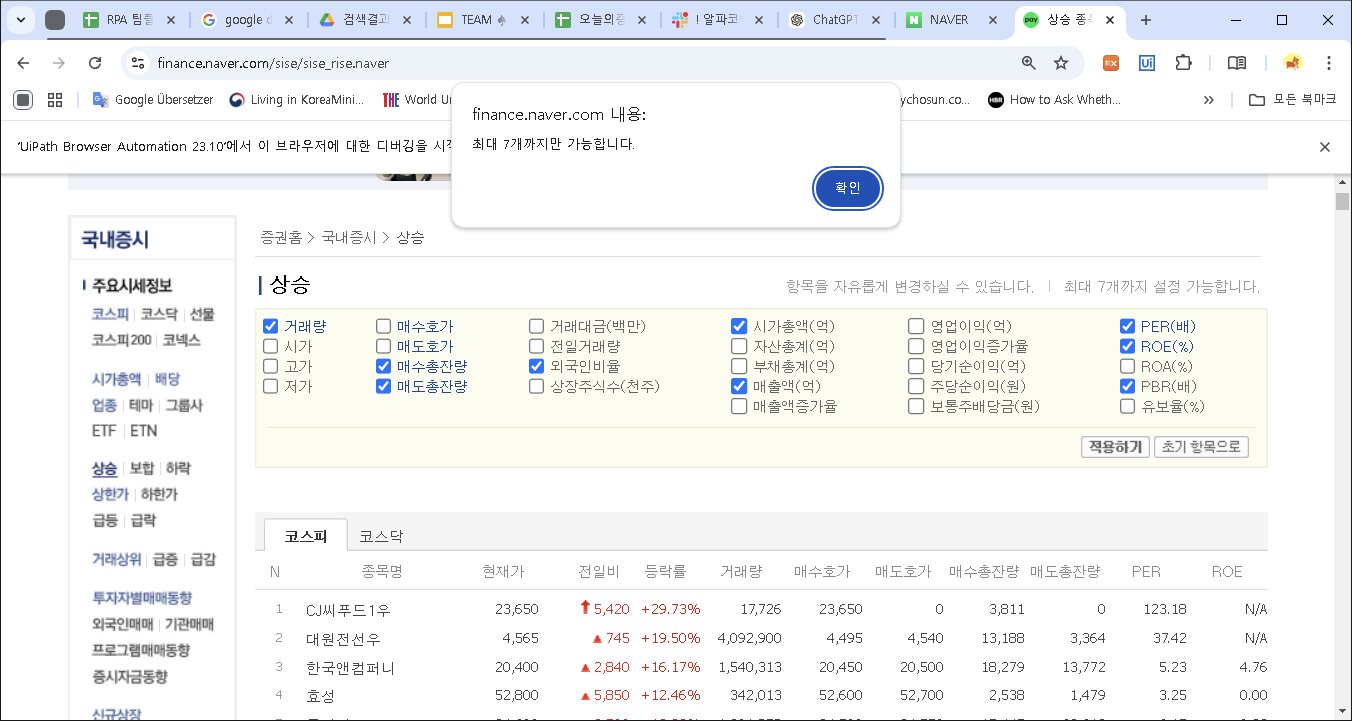 RPA 팀플
google d
검색결과
TEAM ♠
오늘의증
! 알파코
ChatGPT
NAVER
pay 상승 종목
finance.naver.com/sise/sise_rise.naver
Google Übersetzer
Living in KoreaMini...
THE World Un
ychosun.co...
HBR How to Ask Wheth...
모든 북마크
'UiPath Browser Automation 23.10'에서 이 브라우저에 대한 디버깅을 시작
finance.naver.com 내용:
최대 7개까지만 가능합니다.
확인
국내증시
주요시세정보
코스피 코스닥 선물
코스피200 코넥스
시가총액 배당
업종 테마 그룹사
ETF ETN
상승 보합 하락
상한가 하한가
급등 급락
거래상위 급증 급감
투자자별매매동향
외국인매매 기관매매
프로그램매매동향
증시자금동향
신규상장
증권홈 > 국내증시 > 상승
상승
항목을 자유롭게 변경하실 수 있습니다. | 최대 7개까지 설정 가능합니다.
거래량 매수호가 거래대금(백만) 시가총액(억) 영업이익(억) PER(배)
시가 매도호가 전일거래량 자산총계(억) 영업이익증가율 ROE(%)
고가 매수총잔량 외국인비율 부채총계(억) 당기순이익(억) ROA(%)
저가 매도총잔량 상장주식수(천주) 매출액(억) 주당순이익(원) PBR(배)
매출액증가율 보통주배당금(원) 유보율(%)
적용하기 초기 항목으로
코스피 코스닥
N 종목명 현재가 전일비 등락률 거래량 매수호가 매도호가 매수총잔량 매도총잔량 PER ROE
1 CJ씨푸드1우 23,650 5,420 +29.73% 17,726 23,650 0 3,811 0 123.18 N/A
2 대원전선우 4,565 745 +19.50% 4,092,900 4,495 4,540 13,188 3,364 37.42 N/A
3 한국앤컴퍼니 20,400 2,840 +16.17% 1,540,313 20,450 20,500 18,279 13,772 5.23 4.76
4 효성 52,800 5,850 +12.46% 342,013 52,600 52,700 2,538 1,479 3.25 0.00